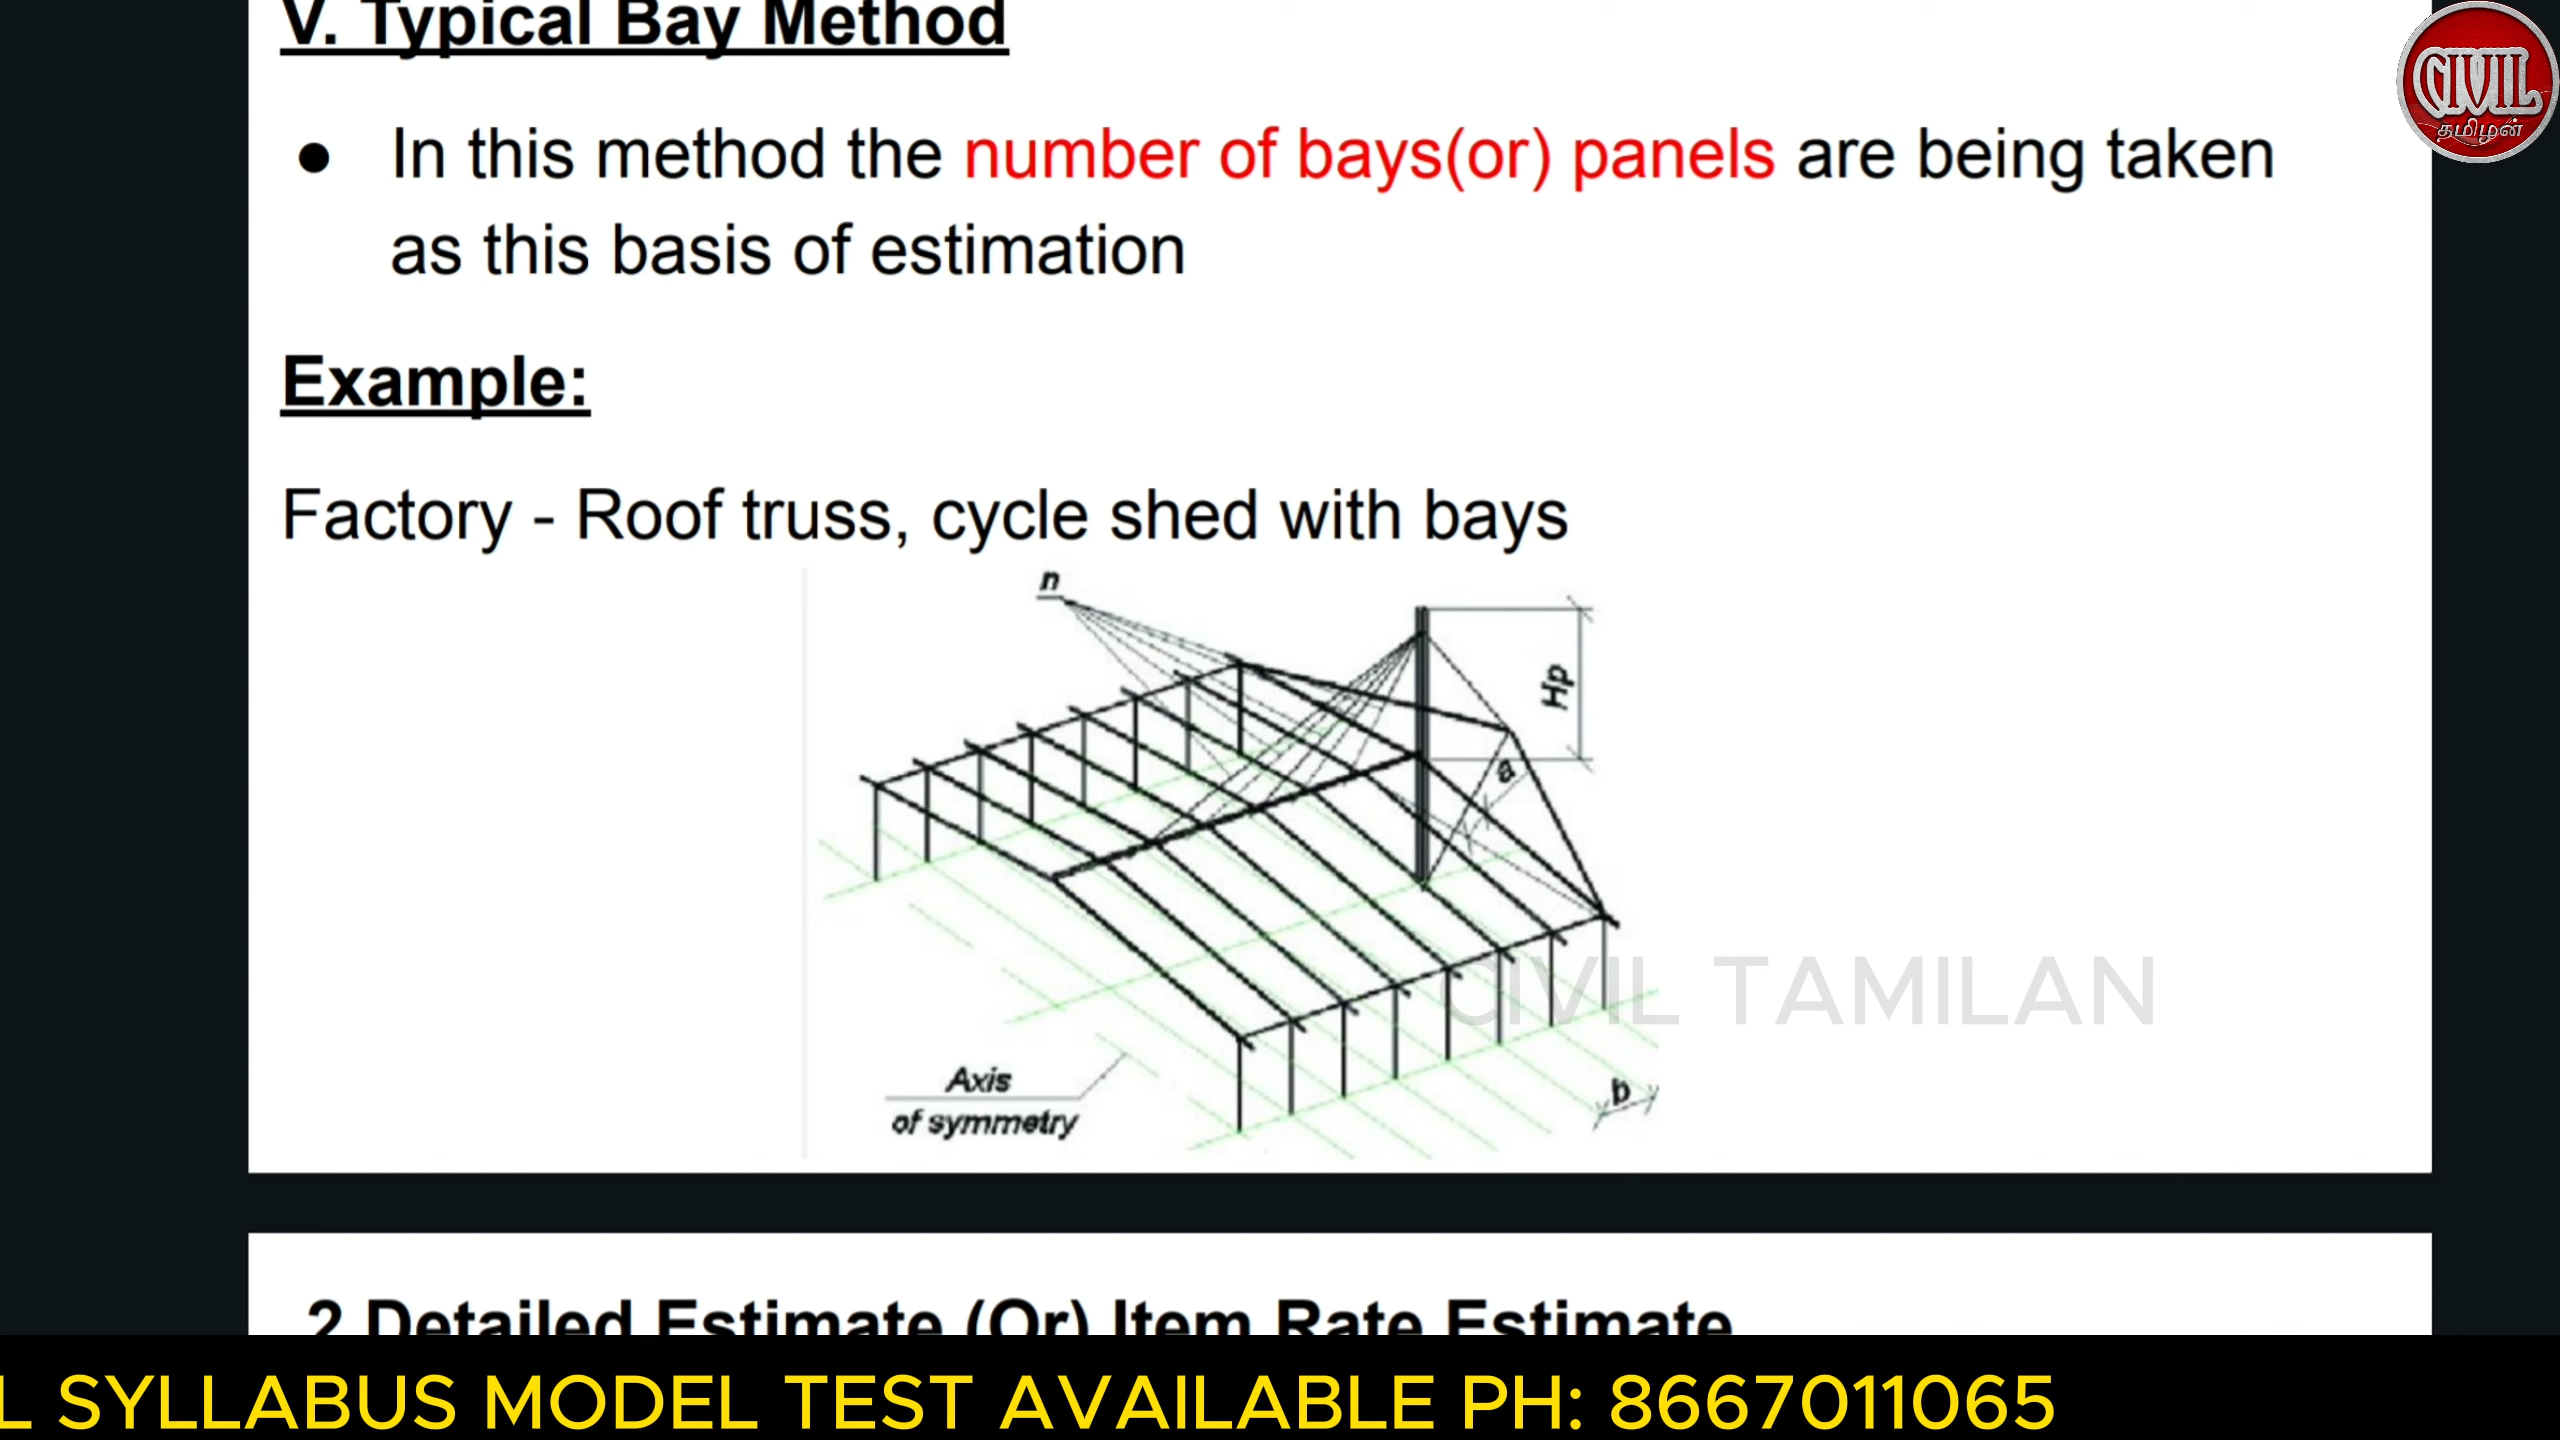 V. Typical Bay Method
CIVIL
தமிழன்
● In this method the number of bays(or) panels are being taken
as this basis of estimation
Example:
Factory - Roof truss, cycle shed with bays
n
Hp
a
CIVIL TAMILAN
b
Axis
of symmetry
2 Detailed Estimate (Or) Item Rate Estimate
L SYLLABUS MODEL TEST AVAILABLE PH: 8667011065